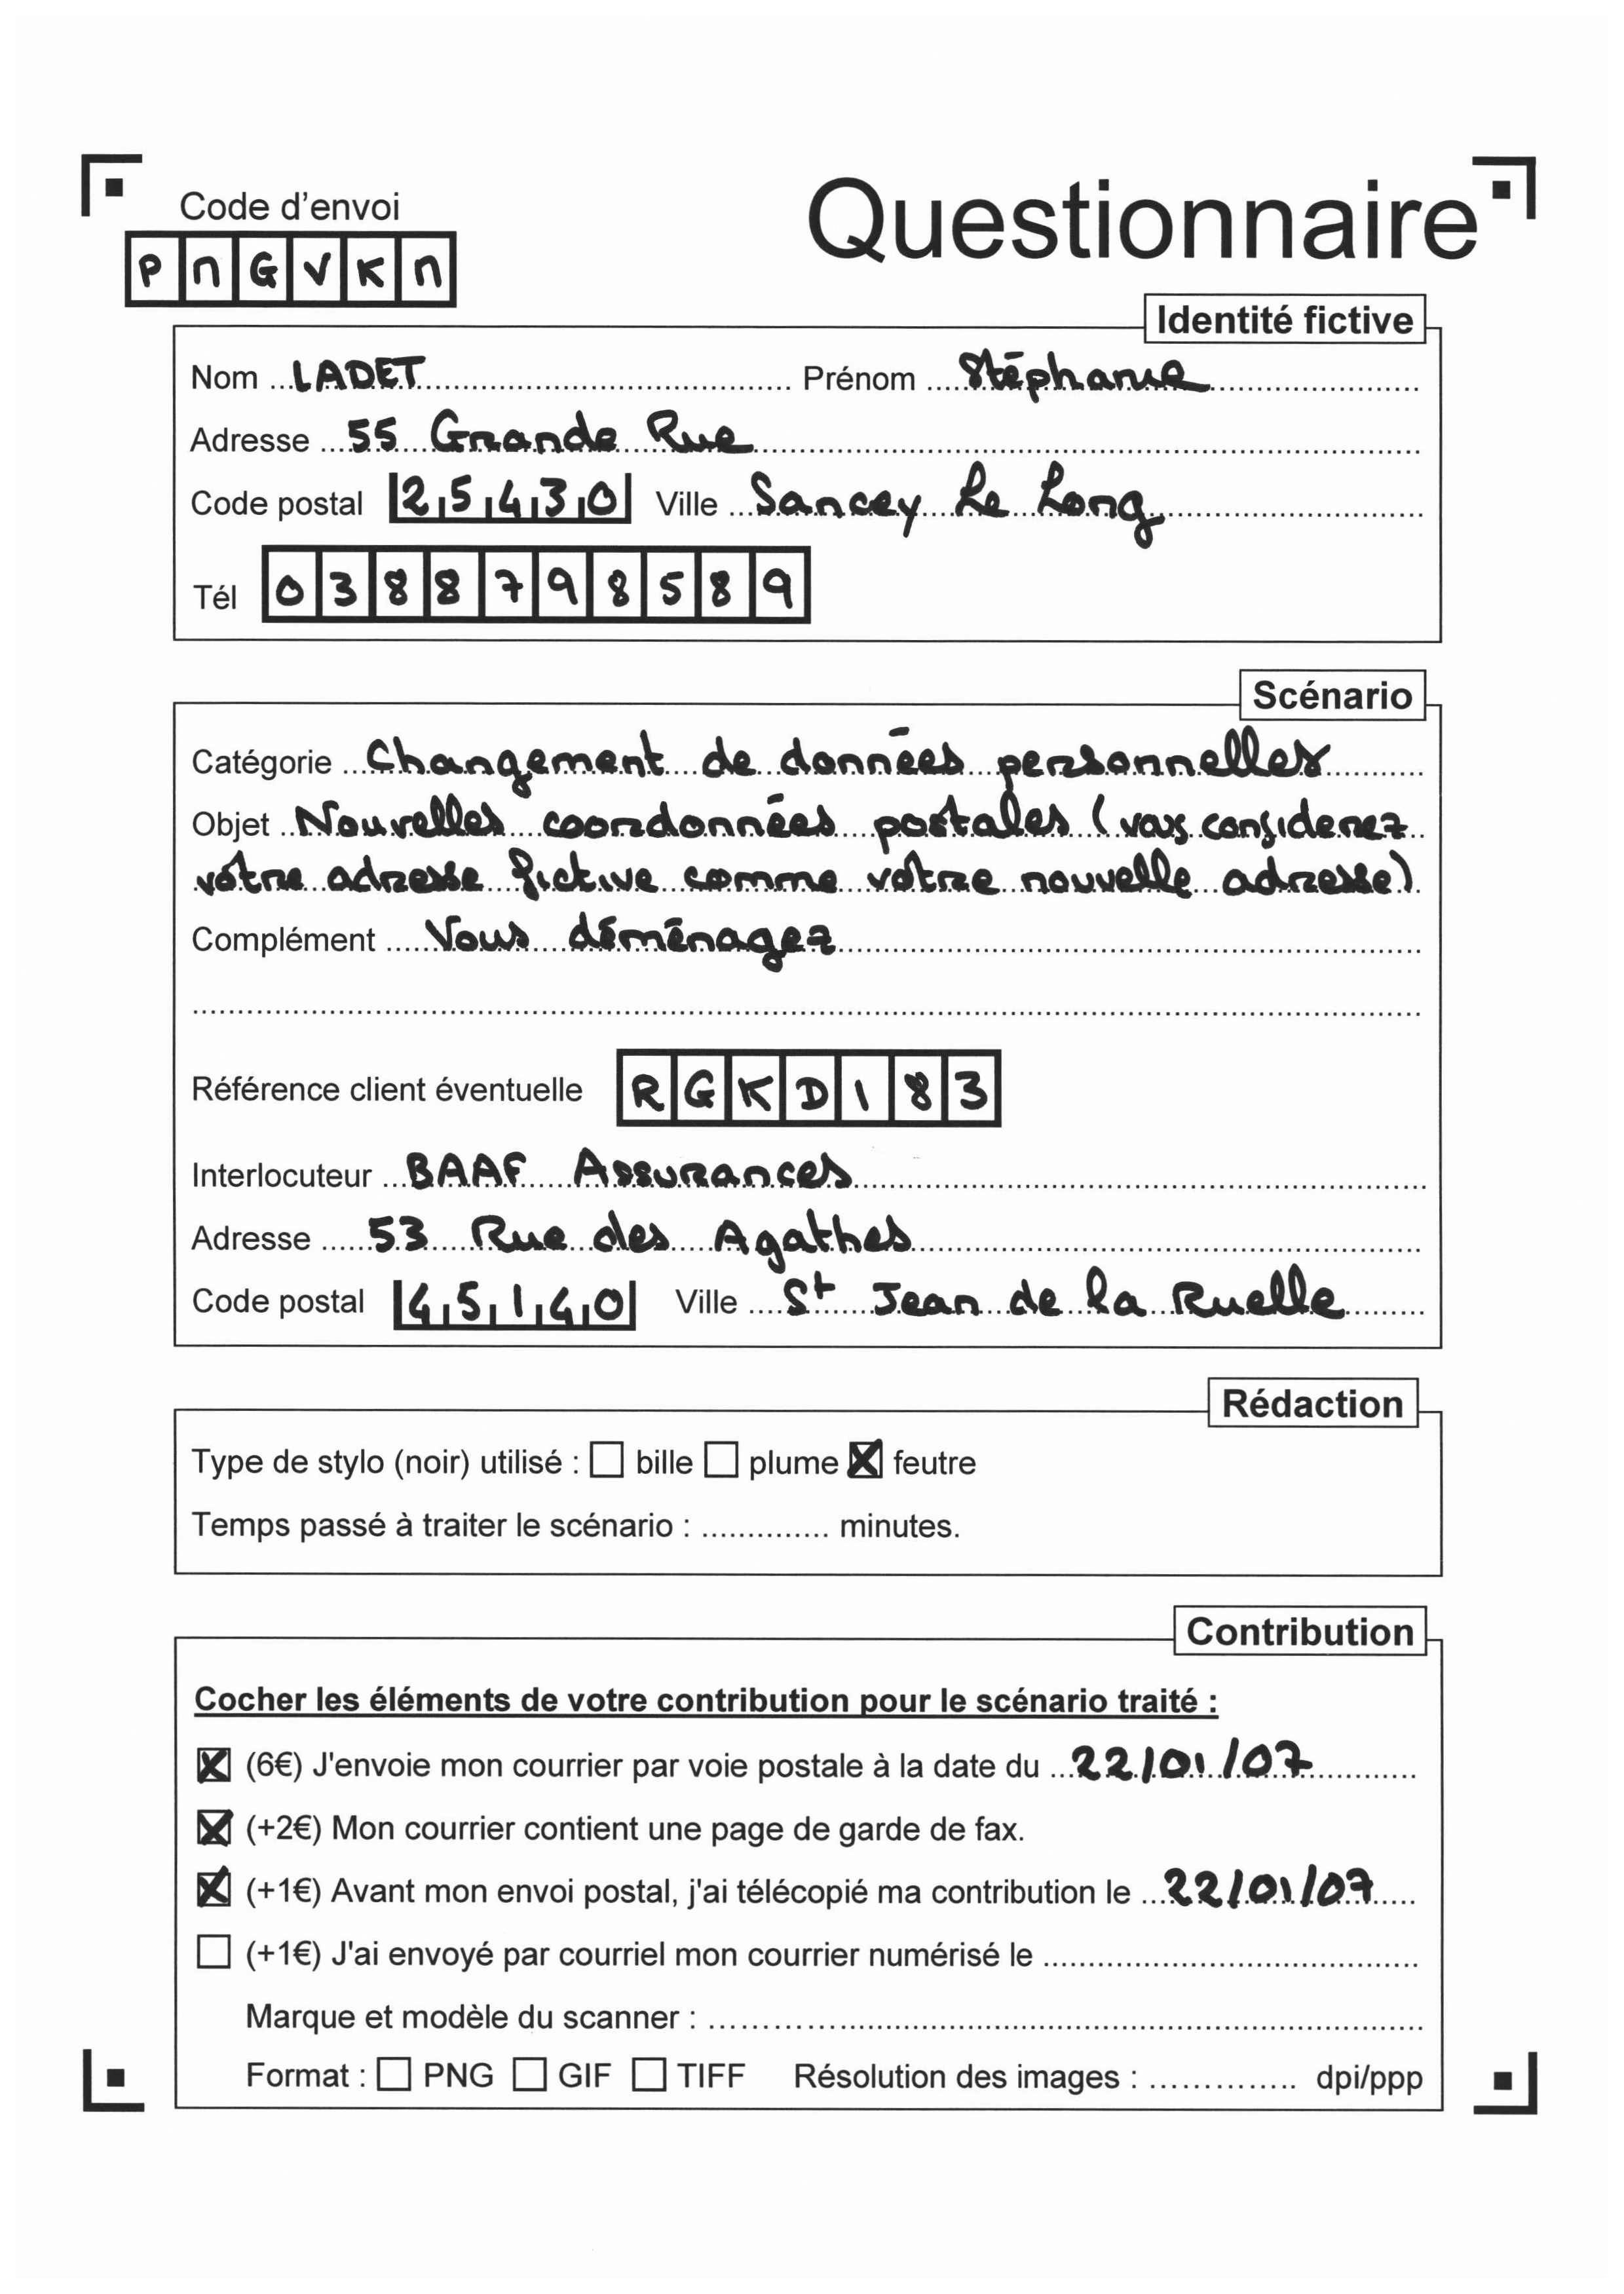 Code d'envoi
Questionnaire
PnGVKn
Identité fictive
Nom LADET Prénom Stéphanie
Adresse 55 Grande Rue
Code postal 25430 Ville Sancey Le Long
Tél 0388798589
Scénario
Catégorie Changement de données personnelles
Objet Nouvelles coordonnées postales (vous considerez
vôtre adresse fictive comme vôtre nouvelle adresse)
Complément Vous déménagez
Référence client éventuelle RGKD183
Interlocuteur BAAF Assurances
Adresse 53 Rue des Agathes
Code postal 45140 Ville St Jean de la Ruelle
Rédaction
Type de stylo (noir) utilisé : bille plume feutre
Temps passé à traiter le scénario : .............. minutes.
Contribution
Cocher les éléments de votre contribution pour le scénario traité :
(6€) J'envoie mon courrier par voie postale à la date du 22/01/07
(+2€) Mon courrier contient une page de garde de fax.
(+1€) Avant mon envoi postal, j'ai télécopié ma contribution le 22/01/07
(+1€) J'ai envoyé par courriel mon courrier numérisé le
Marque et modèle du scanner :
Format : PNG GIF TIFF Résolution des images : .............. dpi/ppp